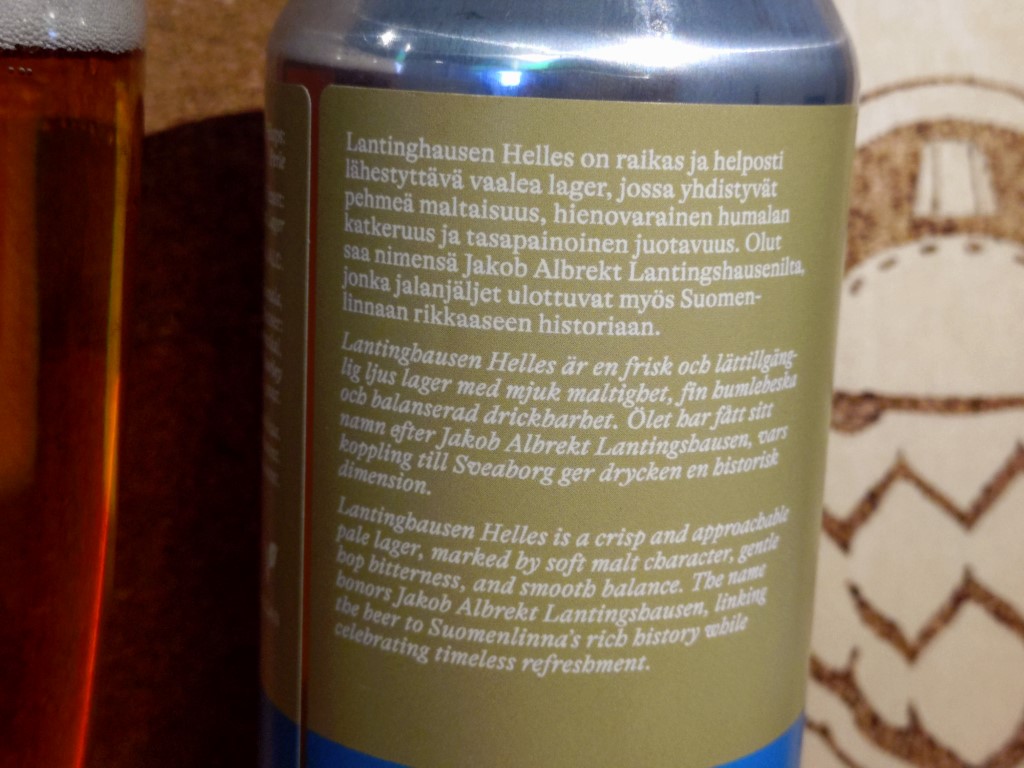 Lantinghausen Helles on raikas ja helposti
lähestyttävä vaalea lager, jossa yhdistyvät
pehmeä maltaisuus, hienovarainen humalan
katkeruus ja tasapainoinen juotavuus. Olut
saa nimensä Jakob Albrekt Lantingshausenilta,
jonka jalanjäljet ulottuvat myös Suomen-
linnaan rikkaaseen historiaan.
Lantinghausen Helles är en frisk och lättillgäng-
lig ljus lager med mjuk maltighet, fin humlebeska
och balanserad drickbarhet. Ölet har fått sitt
namn efter Jakob Albrekt Lantingshausen, vars
koppling till Sveaborg ger drycken en historisk
dimension.
Lantinghausen Helles is a crisp and approachable
pale lager, marked by soft malt character, gentle
hop bitterness, and smooth balance. The name
honors Jakob Albrekt Lantingshausen, linking
the beer to Suomenlinna's rich history while
celebrating timeless refreshment.